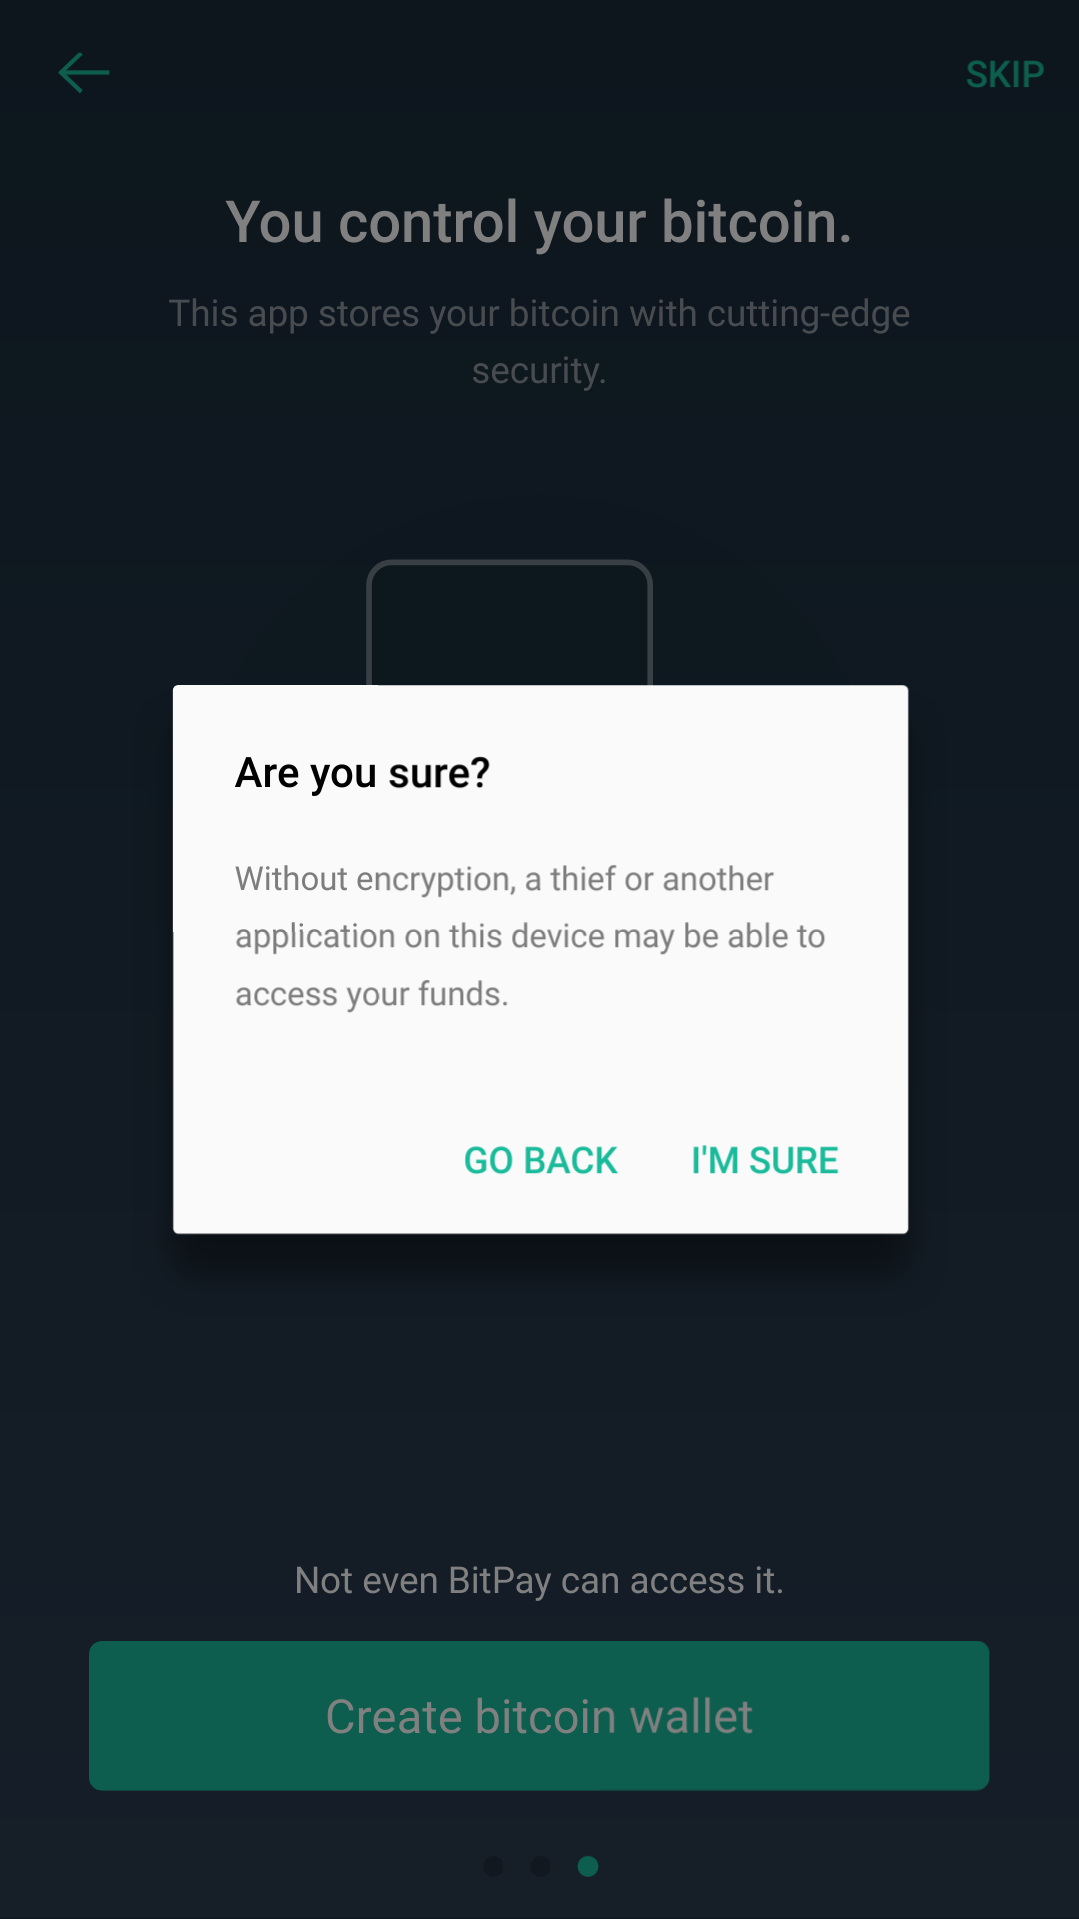 SKIP
You control your bitcoin.
This app stores your bitcoin with cutting-edge
security.
Are you sure?
Without encryption, a thief or another
application on this device may be able to
access your funds.
GO BACK I'M SURE
Not even BitPay can access it.
Create bitcoin wallet